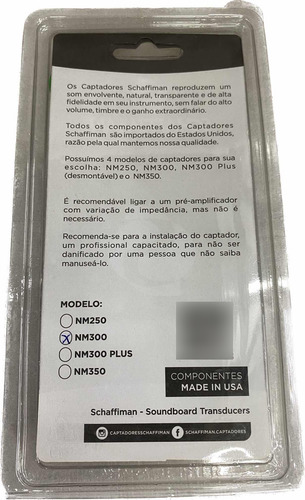 Os Captadores Schaffiman reproduzem um
som envolvente, natural, transparente e de alta
fidelidade em seu instrumento, sem falar do alto
volume, timbre e o ganho extraordinário.
Todos os componentes dos Captadores
Schaffiman são importados do Estados Unidos,
razão pela qual mantemos nossa qualidade.
Possuímos 4 modelos de captadores para sua
escolha: NM250, NM300, NM300 Plus
(desmontável) e o NM350.
É recomendável ligar a um pré-amplificador
com variação de impedância, mas não é
necessário.
Recomenda-se para a instalação do captador,
um profissional capacitado, para não ser
danificado por uma pessoa que não saiba
manuseá-lo.
MODELO:
NM250
X NM300
NM300 PLUS
NM350
COMPONENTES
MADE IN USA
Schaffiman - Soundboard Transducers
CAPTADORESSCHAFFIMAN
SCHAFFIMAN.CAPTADORES